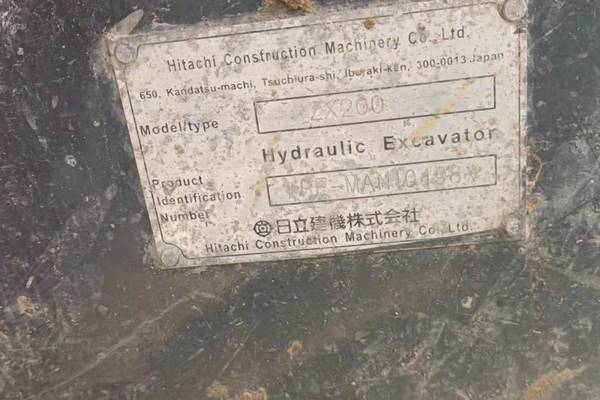 Hitachi Construction Machinery Co., Ltd.
650, Kandatsu-machi, Tsuchiura-shi, Ibaraki-ken, 300-0013 Japan
Model/type ZX200
Hydraulic Excavator
Product
Identification
Number
日立建機株式会社
Hitachi Construction Machinery Co., Ltd.